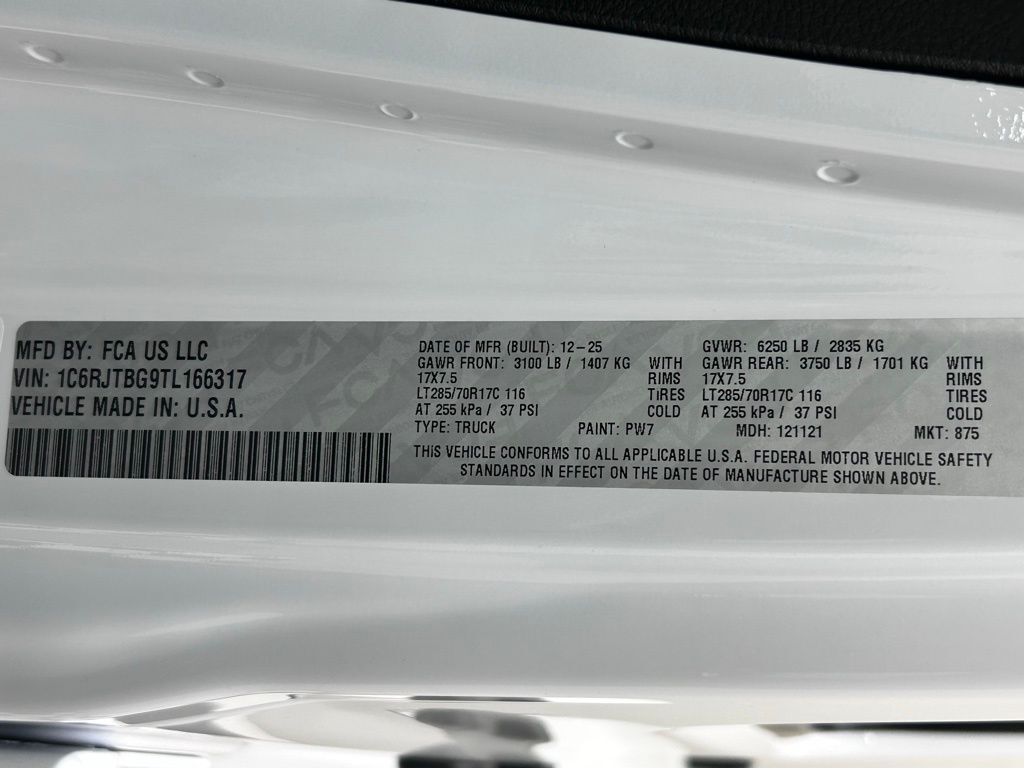 MFD BY: FCA US LLC
VIN: 1C6RJTBG9TL166317
VEHICLE MADE IN: U.S.A.
DATE OF MFR (BUILT): 12-25
GAWR FRONT: 3100 LB / 1407 KG WITH
17X7.5 RIMS
LT285/70R17C 116 TIRES
AT 255 kPa / 37 PSI COLD
GVWR: 6250 LB / 2835 KG
GAWR REAR: 3750 LB / 1701 KG WITH
17X7.5 RIMS
LT285/70R17C 116 TIRES
AT 255 kPa / 37 PSI COLD
TYPE: TRUCK PAINT: PW7 MDH: 121121 MKT: 875
THIS VEHICLE CONFORMS TO ALL APPLICABLE U.S.A. FEDERAL MOTOR VEHICLE SAFETY
STANDARDS IN EFFECT ON THE DATE OF MANUFACTURE SHOWN ABOVE.